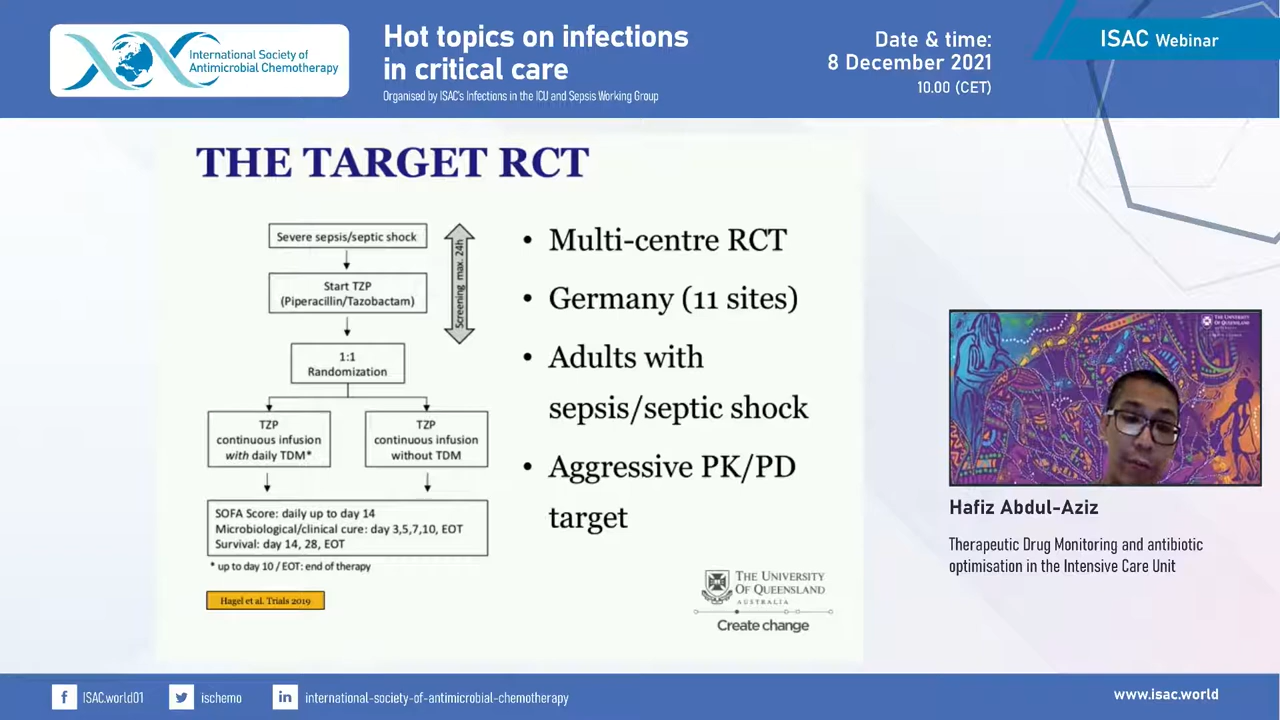 International Society of
Antimicrobial Chemotherapy
Hot topics on infections
in critical care
Organised by ISAC's Infections in the ICU and Sepsis Working Group
Date & time:
8 December 2021
10.00 (CET)
ISAC Webinar
THE TARGET RCT
Severe sepsis/septic shock
Start TZP
(Piperacillin/Tazobactam)
Screening max. 24h
1:1
Randomization
TZP
continuous infusion
with daily TDM*
TZP
continuous infusion
without TDM
SOFA Score: daily up to day 14
Microbiological/clinical cure: day 3,5,7,10, EOT
Survival: day 14, 28, EOT
* up to day 10 / EOT: end of therapy
Hagel et al. Trials 2019
• Multi-centre RCT
• Germany (11 sites)
• Adults with
sepsis/septic shock
• Aggressive PK/PD
target
THE UNIVERSITY
OF QUEENSLAND
AUSTRALIA
Create change
THE UNIVERSITY
OF QUEENSLAND
Hafiz Abdul-Aziz
Therapeutic Drug Monitoring and antibiotic
optimisation in the Intensive Care Unit
ISAC.world01
ischemo
international-society-of-antimicrobial-chemotherapy
www.isac.world